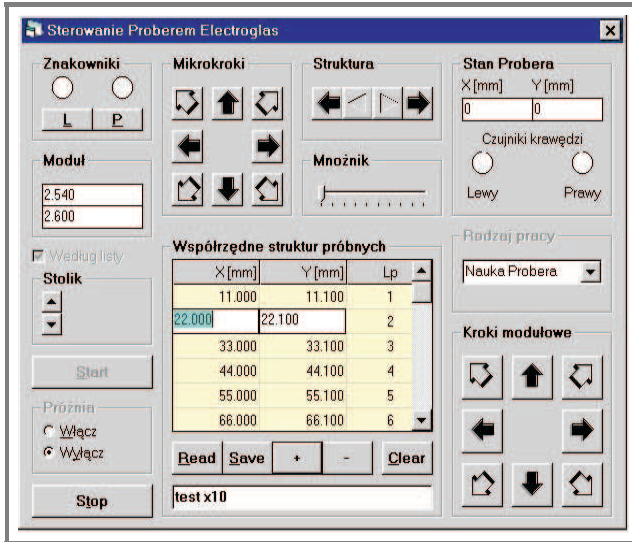 Sterowanie Proberem Electroglas
Znakowniki
L P
Moduł
2.540
2.600
Według listy
Stolik
Start
Próżnia
Włącz
Wyłącz
Stop
Mikrokroki
Struktura
Mnożnik
Współrzędne struktur próbnych
X [mm] Y [mm] Lp
11.000 11.100 1
22.000 22.100 2
33.000 33.100 3
44.000 44.100 4
55.000 55.100 5
66.000 66.100 6
Read Save + - Clear
test x10
Stan Probera
X [mm] Y [mm]
0 0
Czujniki krawędzi
Lewy Prawy
Rodzaj pracy
Nauka Probera
Kroki modułowe